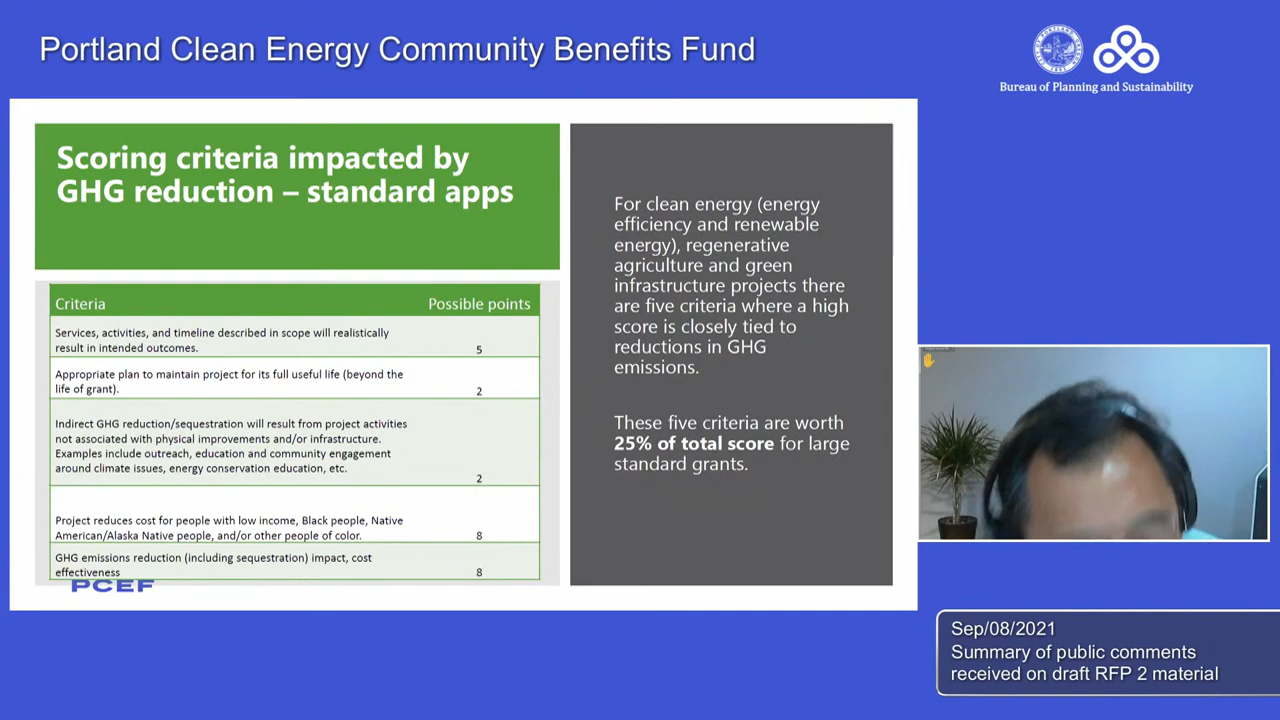 Portland Clean Energy Community Benefits Fund
Bureau of Planning and Sustainability
Scoring criteria impacted by
GHG reduction – standard apps
Criteria Possible points
Services, activities, and timeline described in scope will realistically
result in intended outcomes. 5
Appropriate plan to maintain project for its full useful life (beyond the
life of grant). 2
Indirect GHG reduction/sequestration will result from project activities
not associated with physical improvements and/or infrastructure.
Examples include outreach, education and community engagement
around climate issues, energy conservation education, etc. 2
Project reduces cost for people with low income, Black people, Native
American/Alaska Native people, and/or other people of color. 8
GHG emissions reduction (including sequestration) impact, cost
effectiveness 8
PCEF
For clean energy (energy
efficiency and renewable
energy), regenerative
agriculture and green
infrastructure projects there
are five criteria where a high
score is closely tied to
reductions in GHG
emissions.
These five criteria are worth
25% of total score for large
standard grants.
Sep/08/2021
Summary of public comments
received on draft RFP 2 material